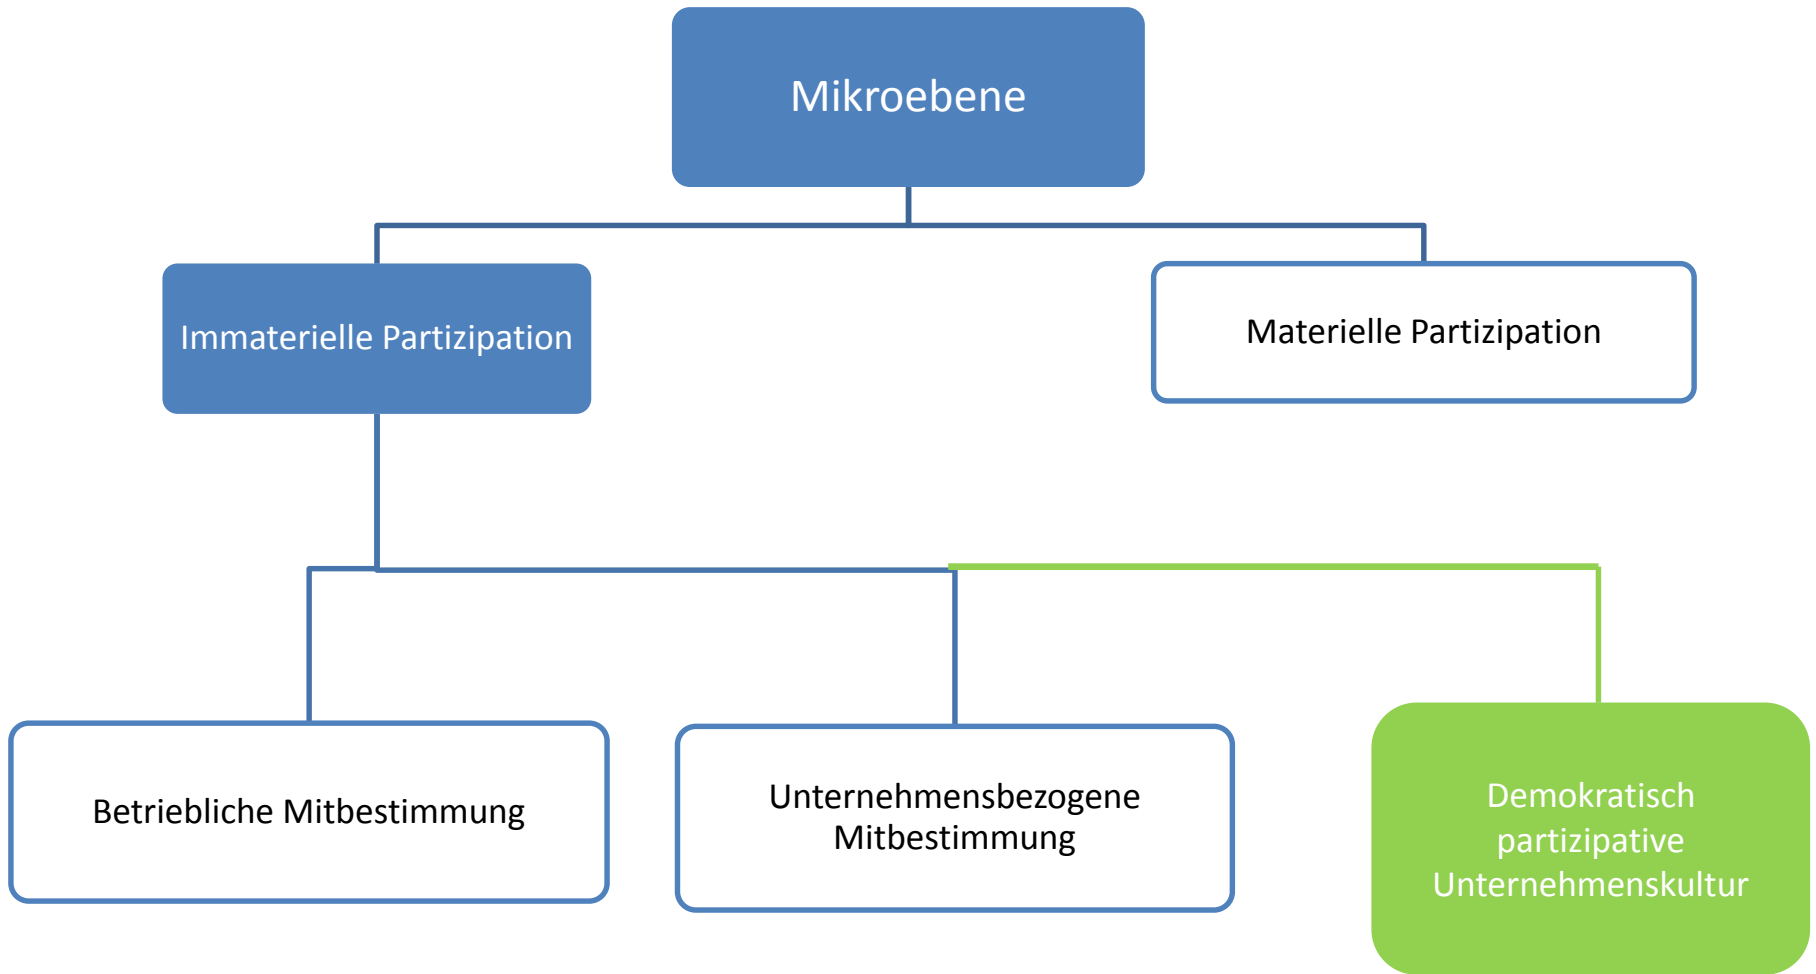 Mikroebene
Immaterielle Partizipation
Materielle Partizipation
Betriebliche Mitbestimmung
Unternehmensbezogene
Mitbestimmung
Demokratisch
partizipative
Unternehmenskultur